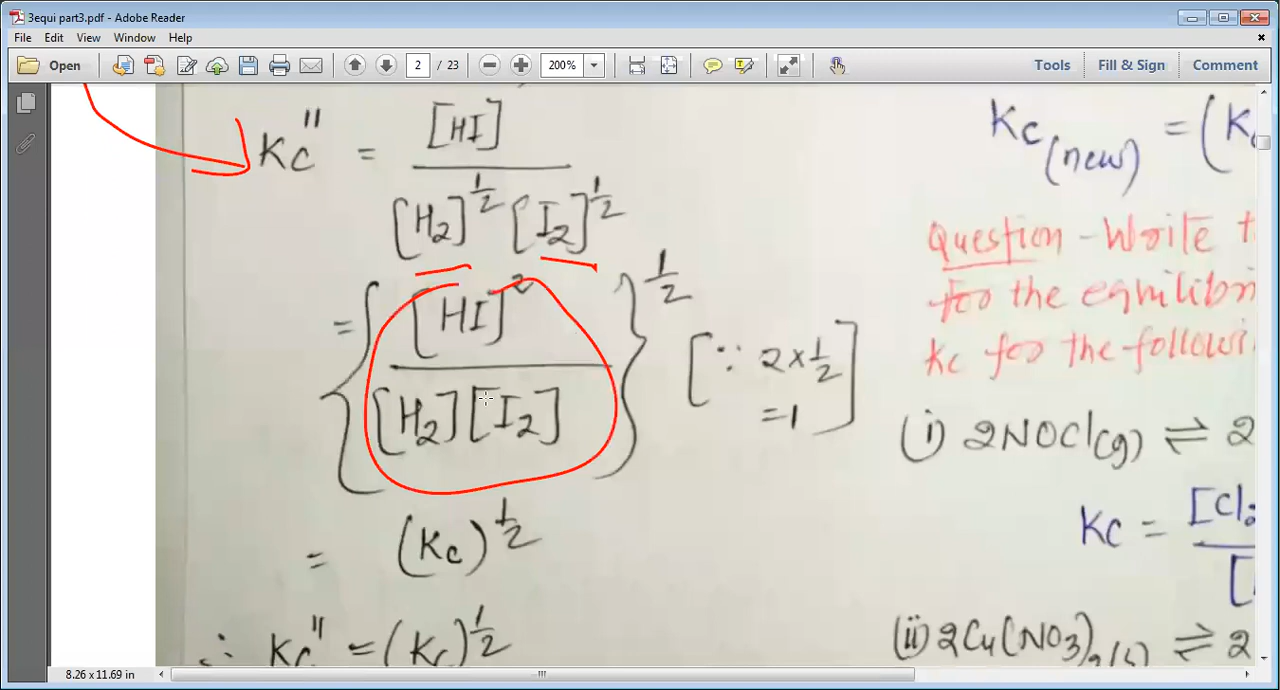 3equi part3.pdf - Adobe Reader
File Edit View Window Help
Open 2 / 23 200% Tools Fill & Sign Comment
Kc'' = [HI] / [H₂]^½ [I₂]^½
= { [HI]² / [H₂][I₂] }^½ [∵ 2×½ = 1]
= (Kc)^½
∴ Kc'' = (Kc)^½
Kc (new) = (K
Question - Write t
for the equilibri
Kc for the followi
(i) 2NOCl(g) ⇌ 2
Kc = [Cl₂
[
(ii) 2Cu(NO3)2(s) ⇌ 2
8.26 x 11.69 in